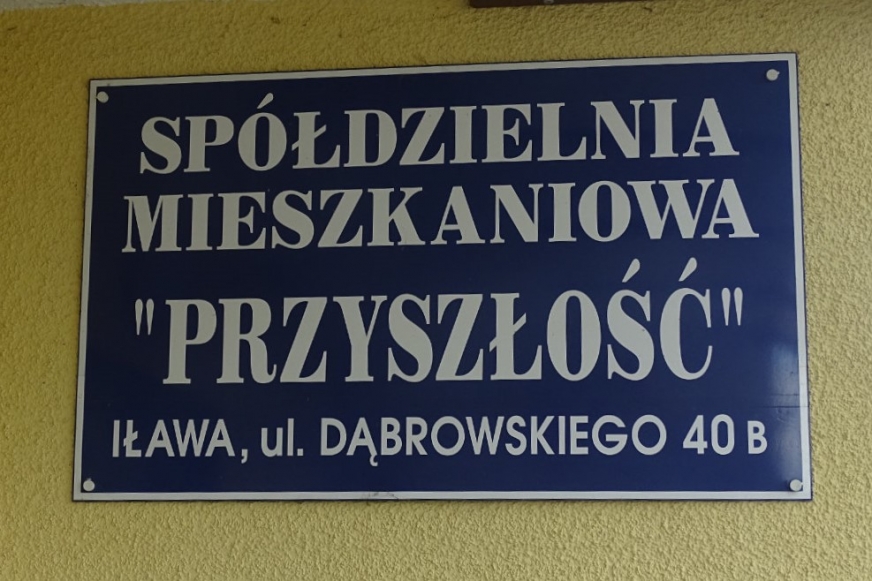 SPÓŁDZIELNIA
MIESZKANIOWA
"PRZYSZŁOŚĆ"
IŁAWA, ul. DĄBROWSKIEGO 40 B